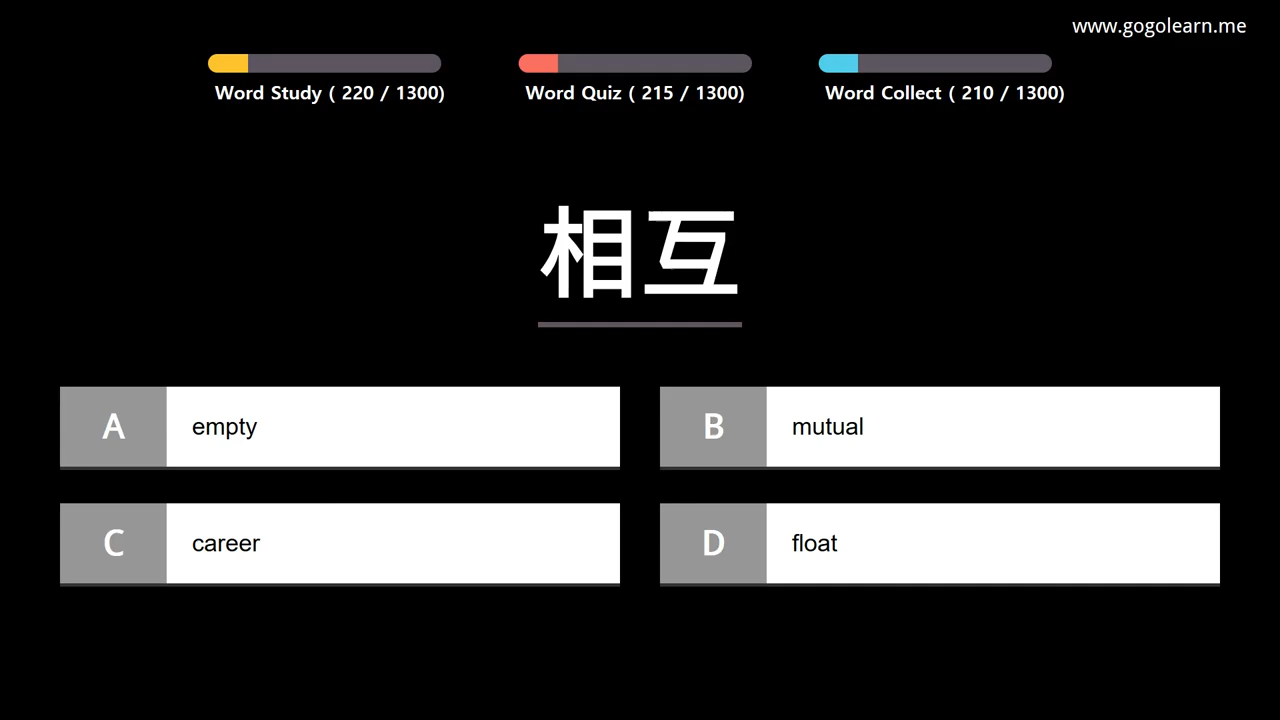 www.gogolearn.me
Word Study ( 220 / 1300)
Word Quiz ( 215 / 1300)
Word Collect ( 210 / 1300)
相互
A empty
B mutual
C career
D float